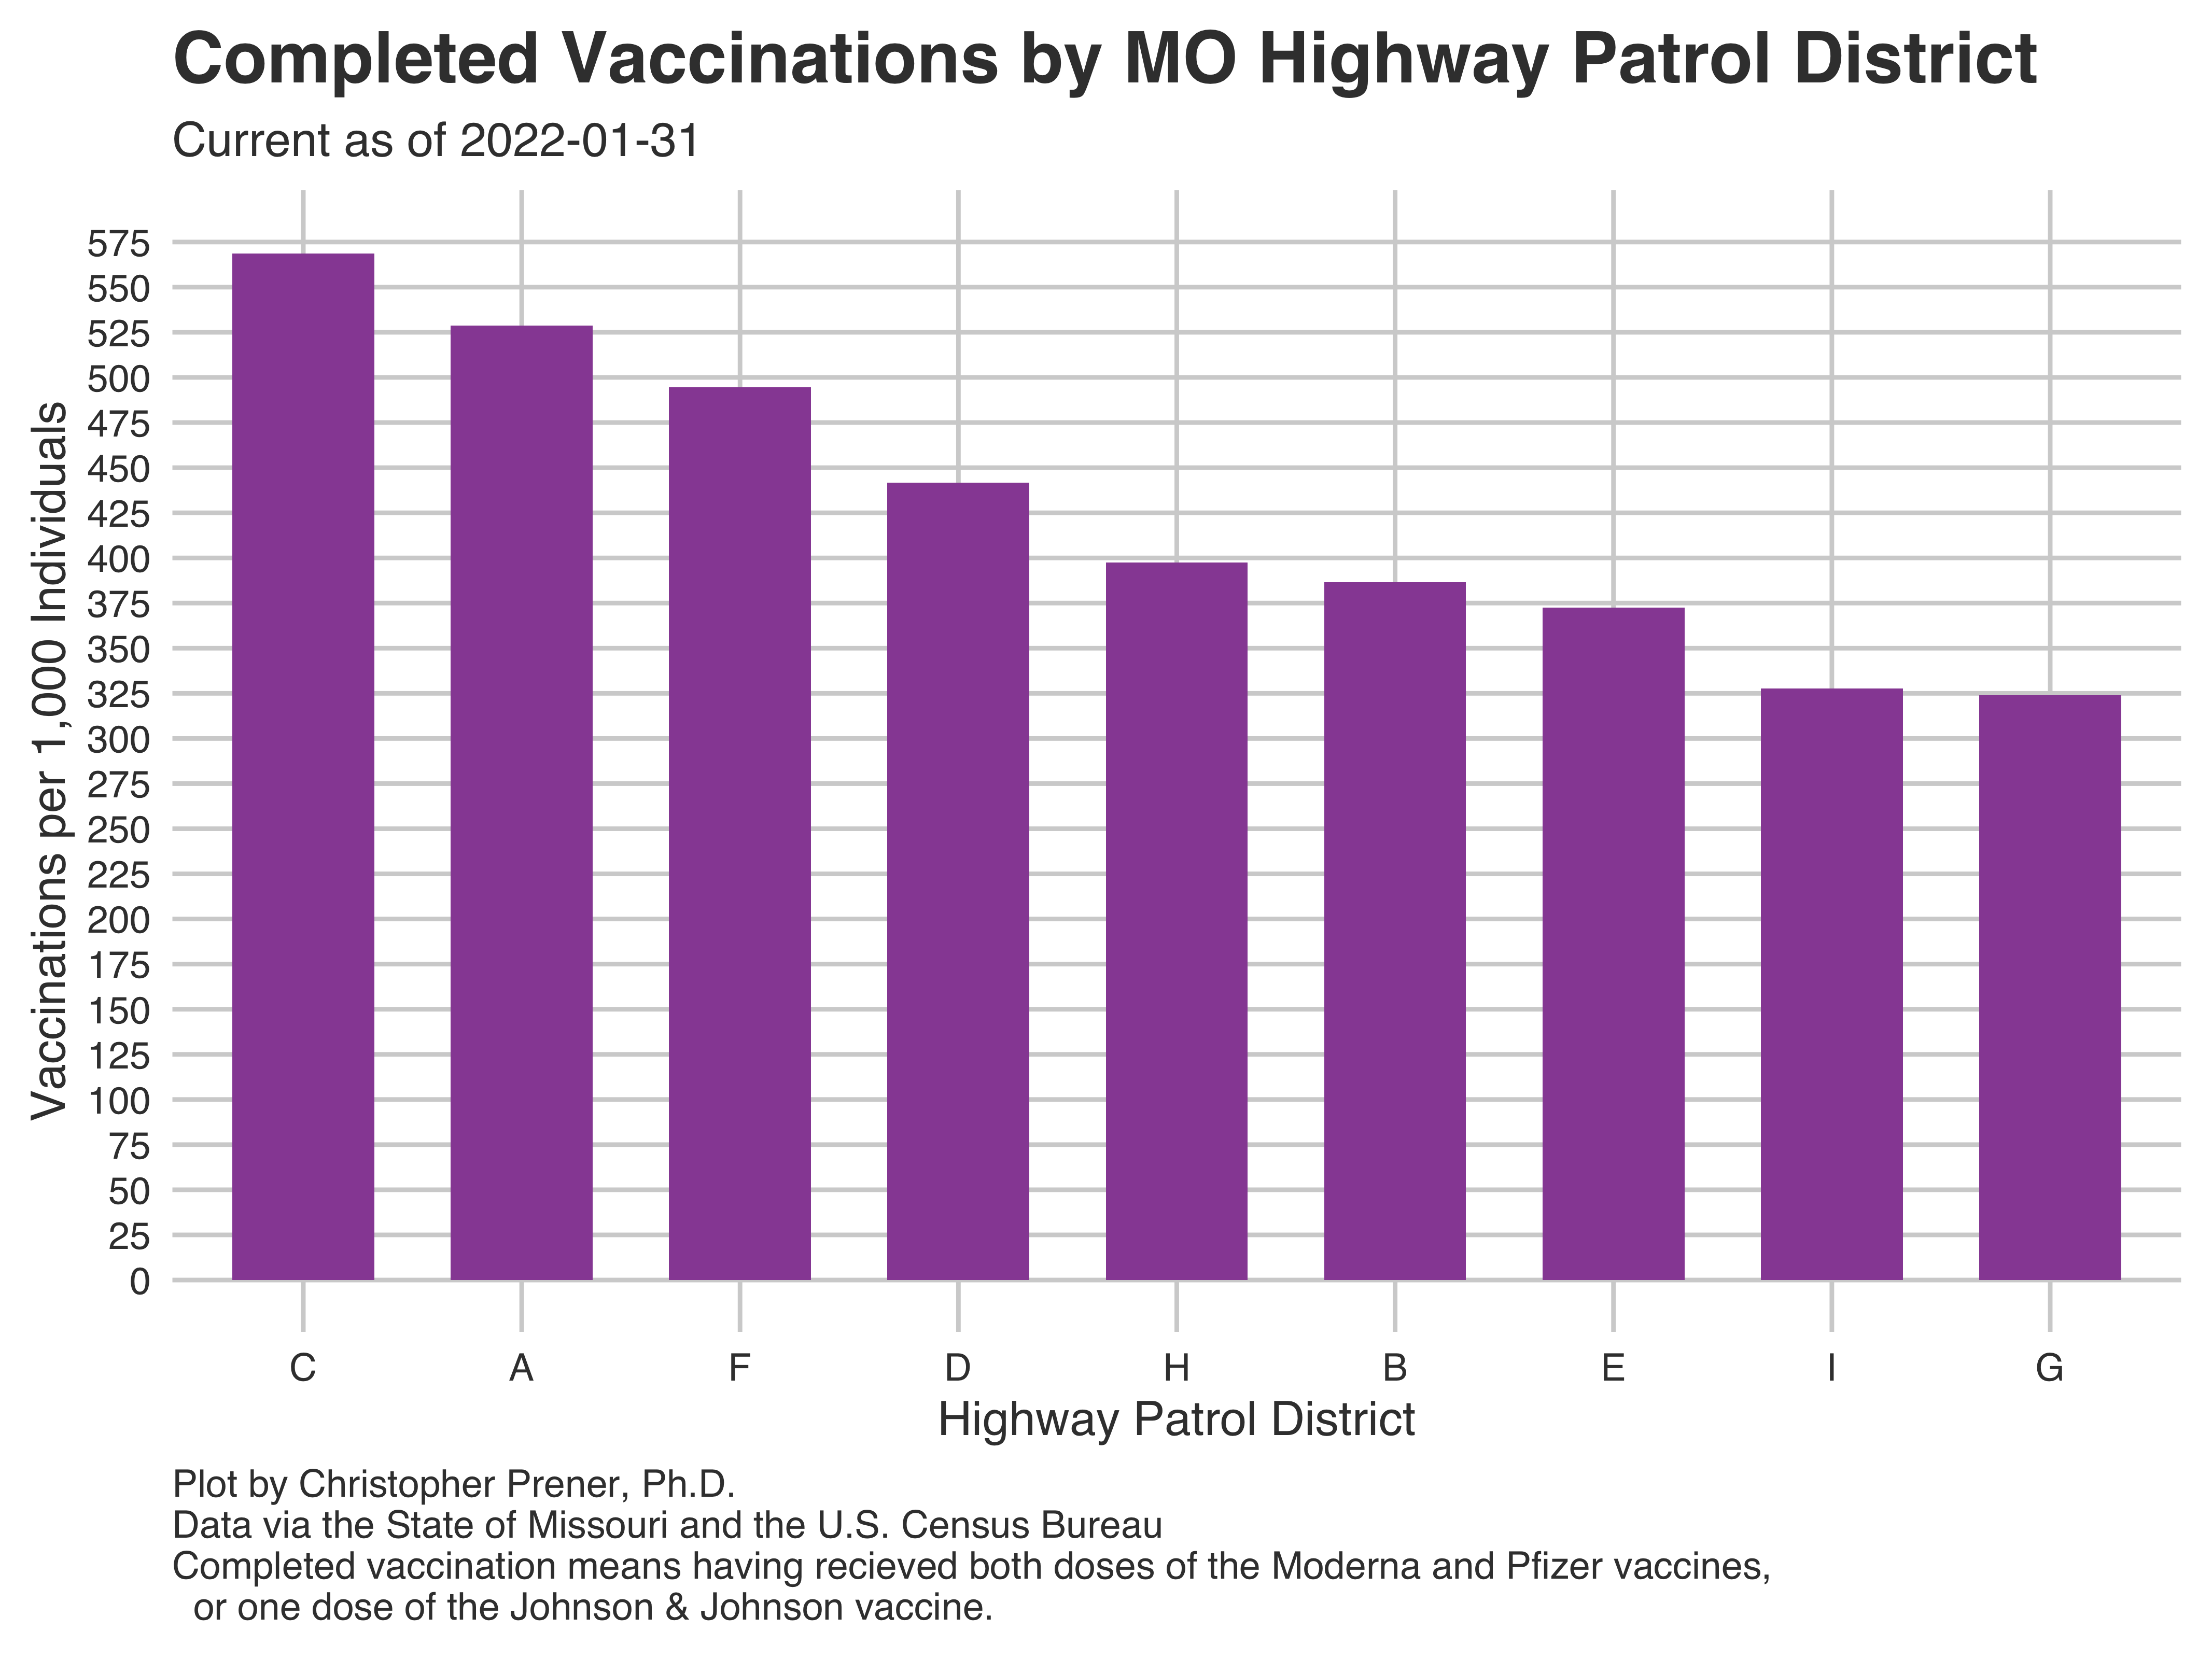 Completed Vaccinations by MO Highway Patrol District
Current as of 2022-01-31
Vaccinations per 1,000 Individuals
575
550
525
500
475
450
425
400
375
350
325
300
275
250
225
200
175
150
125
100
75
50
25
0
C A F D H B E I G
Highway Patrol District
Plot by Christopher Prener, Ph.D.
Data via the State of Missouri and the U.S. Census Bureau
Completed vaccination means having recieved both doses of the Moderna and Pfizer vaccines,
or one dose of the Johnson & Johnson vaccine.